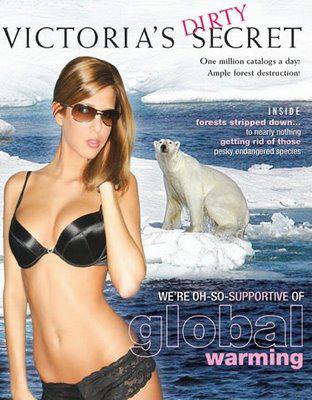 DIRTY
VICTORIA'S SECRET
One million catalogs a day!
Ample forest destruction!
INSIDE
forests stripped down...
to nearly nothing
getting rid of those
pesky endangered species
WE'RE OH-SO-SUPPORTIVE OF
global
warming